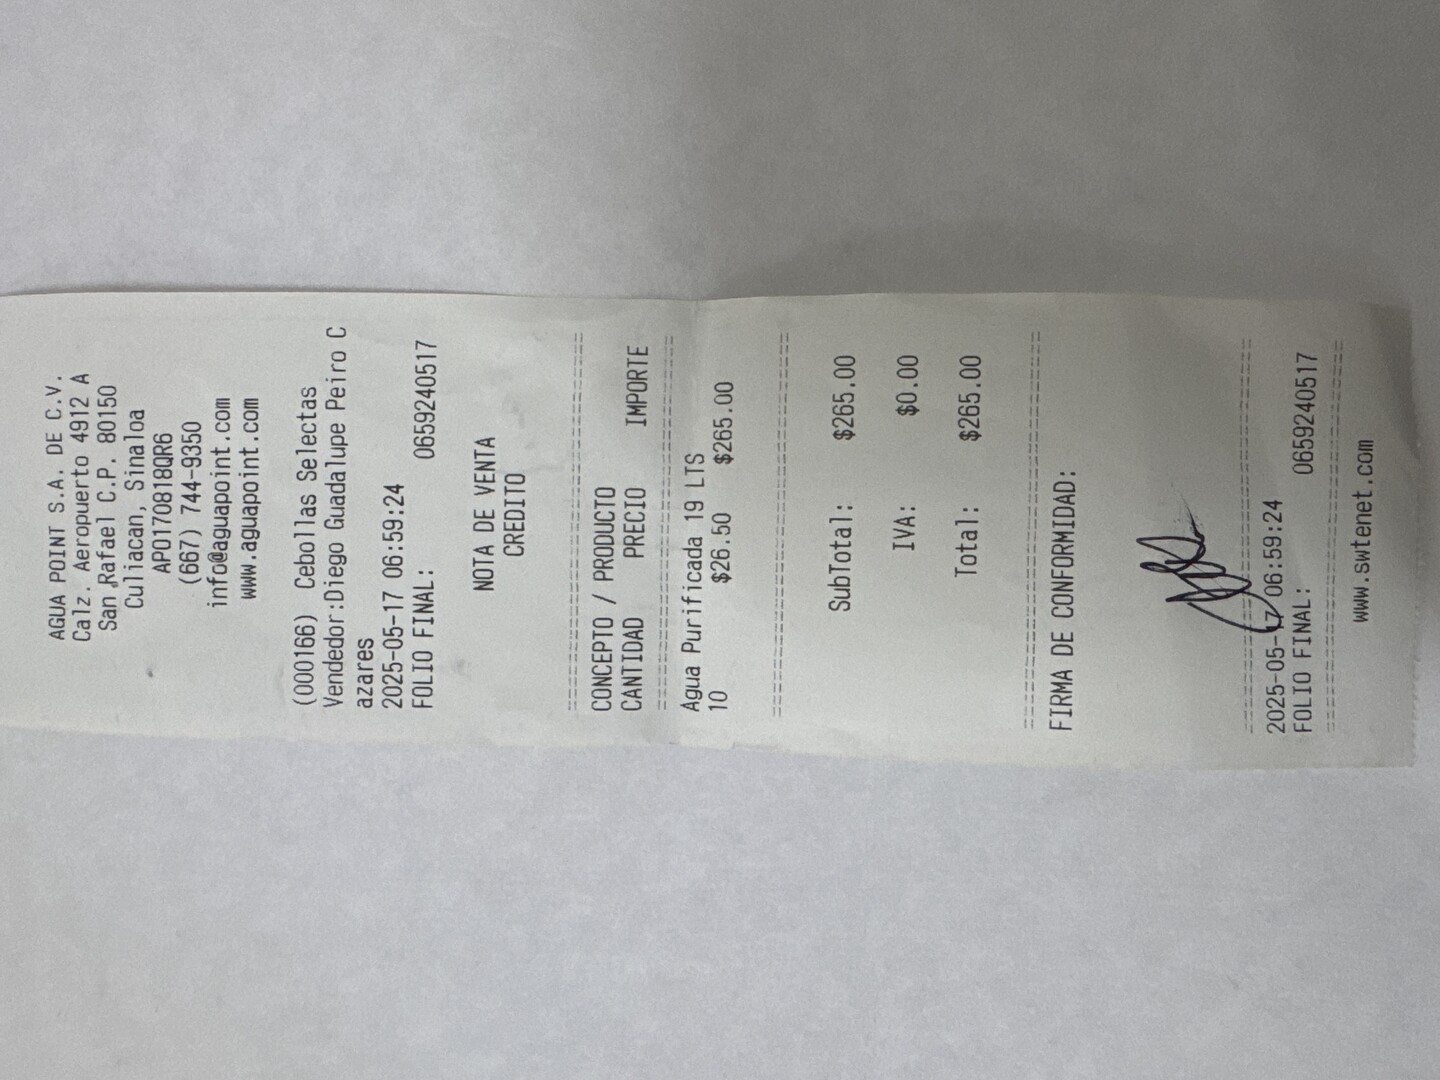 AGUA POINT S.A. DE C.V.
Calz. Aeropuerto 4912 A
San Rafael C.P. 80150
Culiacan, Sinaloa
APO170818QR6
(667) 744-9350
info@aguapoint.com
www.aguapoint.com
(000166) Cebollas Selectas
Vendedor:Diego Guadalupe Peiro C
azares
2025-05-17 06:59:24
FOLIO FINAL: 0659240517
NOTA DE VENTA
CREDITO
================================
CONCEPTO / PRODUCTO
CANTIDAD PRECIO IMPORTE
================================
Agua Purificada 19 LTS
10 $26.50 $265.00
================================
SubTotal: $265.00
IVA: $0.00
Total: $265.00
================================
FIRMA DE CONFORMIDAD:
================================
2025-05-17 06:59:24
FOLIO FINAL: 0659240517
================================
www.swtenet.com